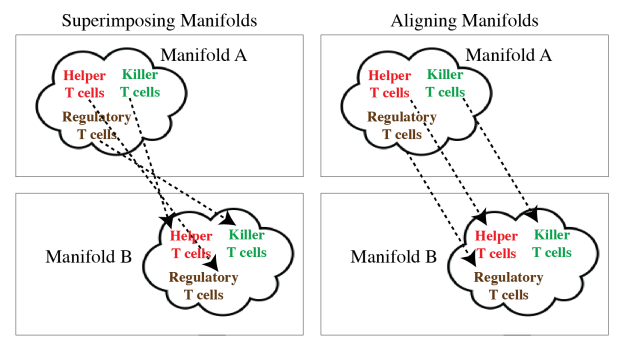 Superimposing Manifolds
Manifold A
Helper
T cells
Killer
T cells
Regulatory
T cells
Manifold B
Helper
T cells
Killer
T cells
Regulatory
T cells
Aligning Manifolds
Manifold A
Helper
T cells
Killer
T cells
Regulatory
T cells
Manifold B
Helper
T cells
Killer
T cells
Regulatory
T cells